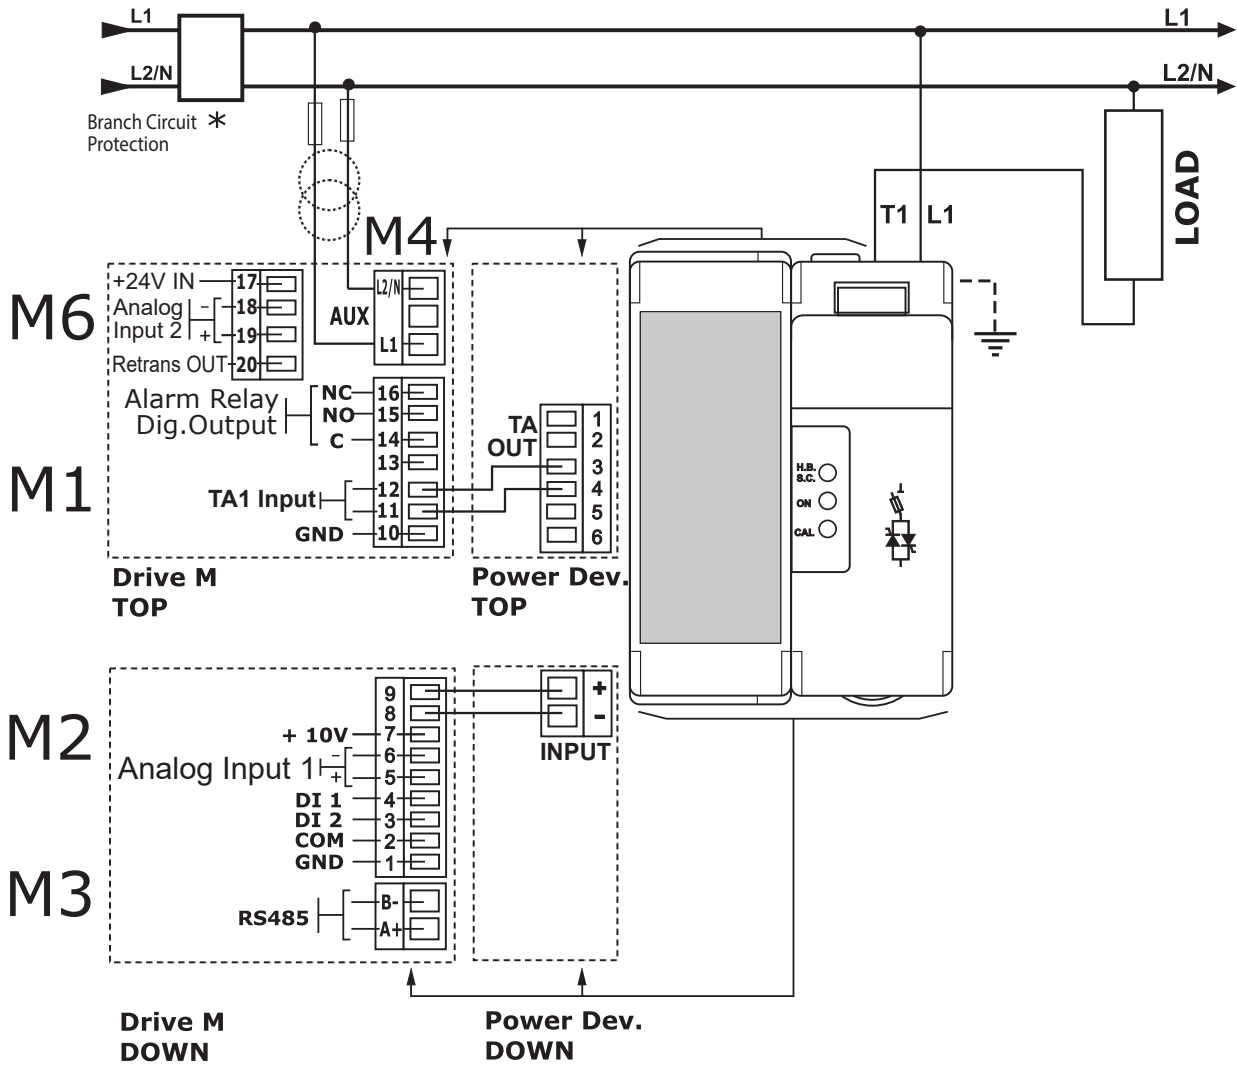 L1
L1
L2/N
L2/N
Branch Circuit *
Protection
LOAD
T1
L1
M4
M6
+24V IN
17
Analog
Input 2
-
18
+
19
Retrans OUT
20
L2/N
AUX
L1
Alarm Relay
Dig.Output
NC
16
NO
15
C
14
13
M1
TA1 Input
12
11
GND
10
TA
OUT
1
2
3
4
5
6
H.B.
S.C.
ON
CAL
Drive M
TOP
Power Dev.
TOP
M2
9
8
+ 10V
7
Analog Input 1
-
6
+
5
DI 1
4
DI 2
3
COM
2
GND
1
+
-
INPUT
M3
RS485
B-
A+
Drive M
DOWN
Power Dev.
DOWN